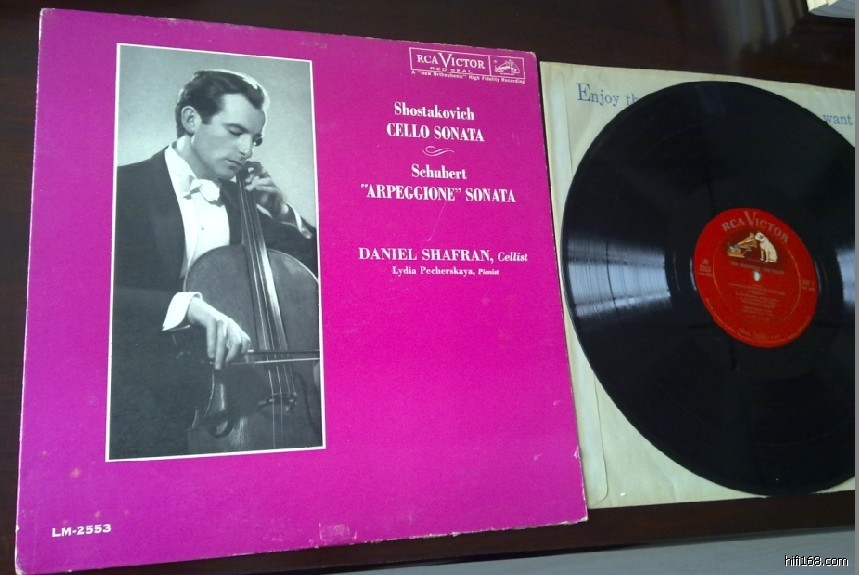 RCA VICTOR
RED SEAL
A "new Orthophonic" High Fidelity Recording
Shostakovich
CELLO SONATA
Schubert
"ARPEGGIONE" SONATA
DANIEL SHAFRAN, Cellist
Lydia Pecherskaya, Pianist
LM-2553
Enjoy
want
RCA VICTOR
hifi168.com